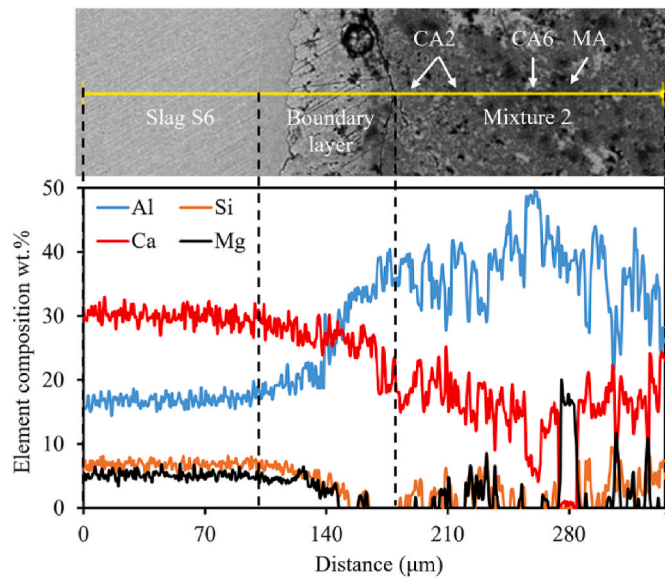 CA2 CA6 MA
Slag S6 Boundary layer Mixture 2
50
40
30
20
10
0
Al Si
Ca Mg
Element composition wt.%
0 70 140 210 280
Distance (μm)